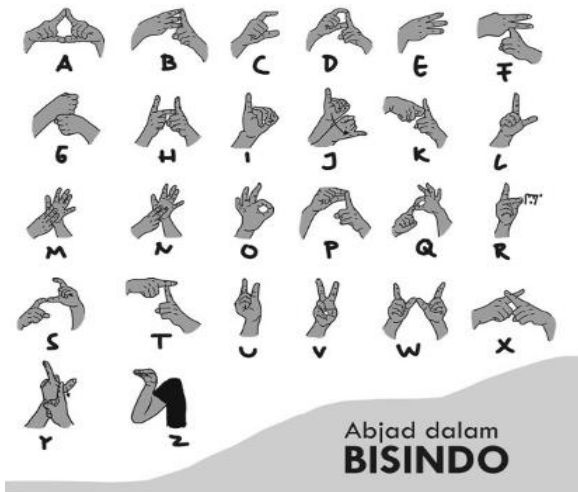 A B C D E F
G H I J K L
M N O P Q R
S T U V W X
Y Z
Abjad dalam
BISINDO